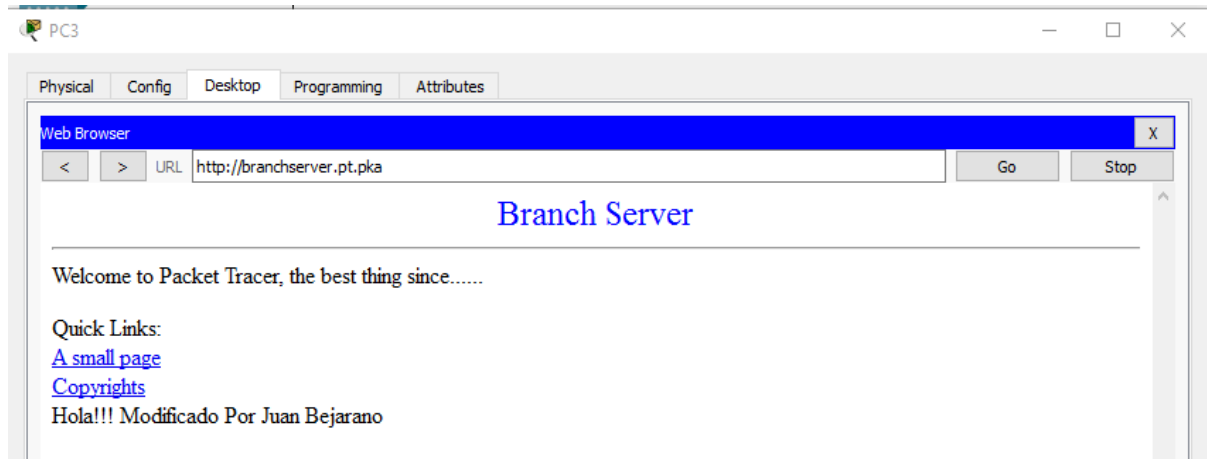 PC3
Physical Config Desktop Programming Attributes
Web Browser X
< > URL http://branchserver.pt.pka Go Stop
Branch Server
Welcome to Packet Tracer, the best thing since......
Quick Links:
A small page
Copyrights
Hola!!! Modificado Por Juan Bejarano